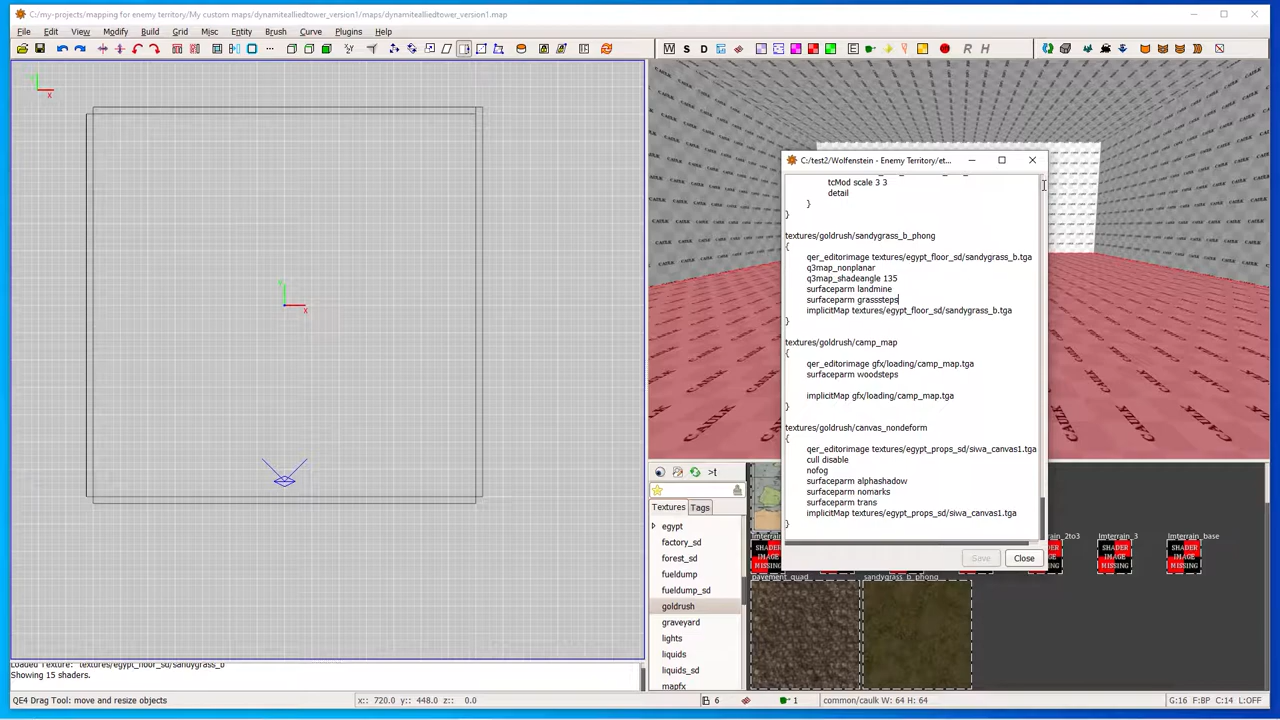 C:/my-projects/mapping for enemy territory/My custom maps/dynamitealliedtower_version1/maps/dynamitealliedtower_version1.map
File Edit View Modify Build Grid Misc Entity Brush Curve Plugins Help
Y
X
Y
X
CAULK
C:/test2/Wolfenstein - Enemy Territory/et...
tcMod scale 3 3
detail
}
}
textures/goldrush/sandygrass_b_phong
{
qer_editorimage textures/egypt_floor_sd/sandygrass_b.tga
q3map_nonplanar
q3map_shadeangle 135
surfaceparm landmine
surfaceparm grasssteps
implicitMap textures/egypt_floor_sd/sandygrass_b.tga
}
textures/goldrush/camp_map
{
qer_editorimage gfx/loading/camp_map.tga
surfaceparm woodsteps
implicitMap gfx/loading/camp_map.tga
}
textures/goldrush/canvas_nondeform
{
qer_editorimage textures/egypt_props_sd/siwa_canvas1.tga
cull disable
nofog
surfaceparm alphashadow
surfaceparm nomarks
surfaceparm trans
implicitMap textures/egypt_props_sd/siwa_canvas1.tga
}
Save Close
>t
Textures Tags
egypt
factory_sd
forest_sd
fueldump
fueldump_sd
goldrush
graveyard
lights
liquids
liquids_sd
mapfx
lmterrain_3 lmterrain_base
SHADER IMAGE MISSING
SHADER IMAGE MISSING
SHADER IMAGE MISSING
pavement_quad sandygrass_b_phong
Loaded Texture: "textures/egypt_floor_sd/sandygrass_b"
Showing 15 shaders.
QE4 Drag Tool: move and resize objects
x:: 720.0 y:: 448.0 z:: 0.0
6
1
common/caulk W: 64 H: 64
G:16 F:BP C:14 L:OFF